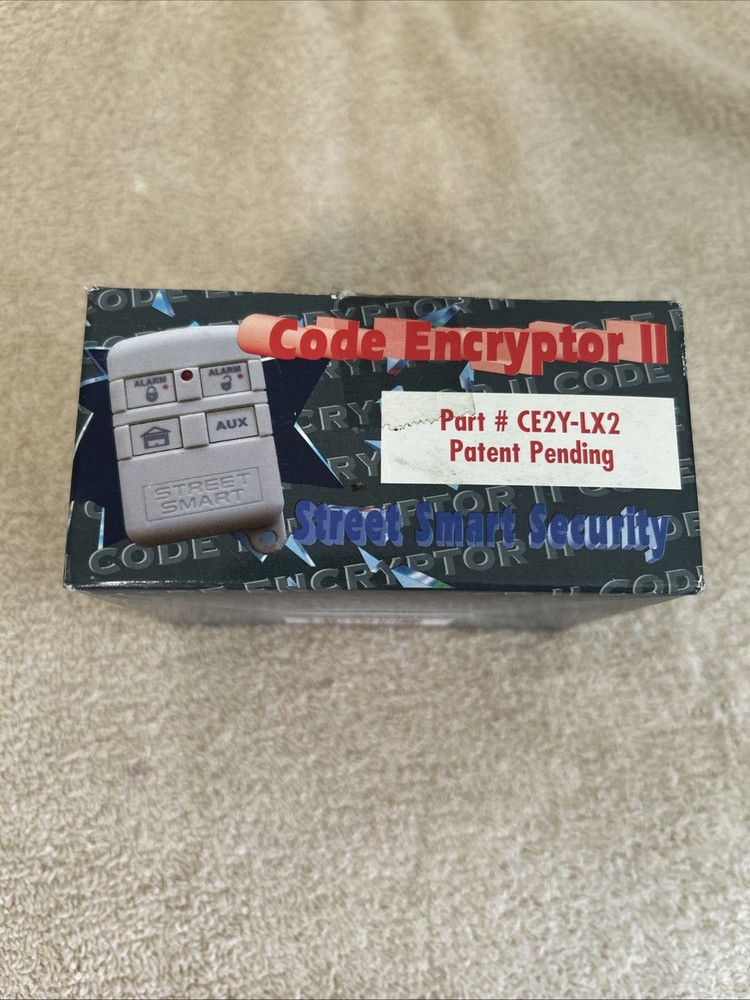 Code Encryptor II
ALARM
ALARM
AUX
STREET
SMART
Part # CE2Y-LX2
Patent Pending
Street Smart Security